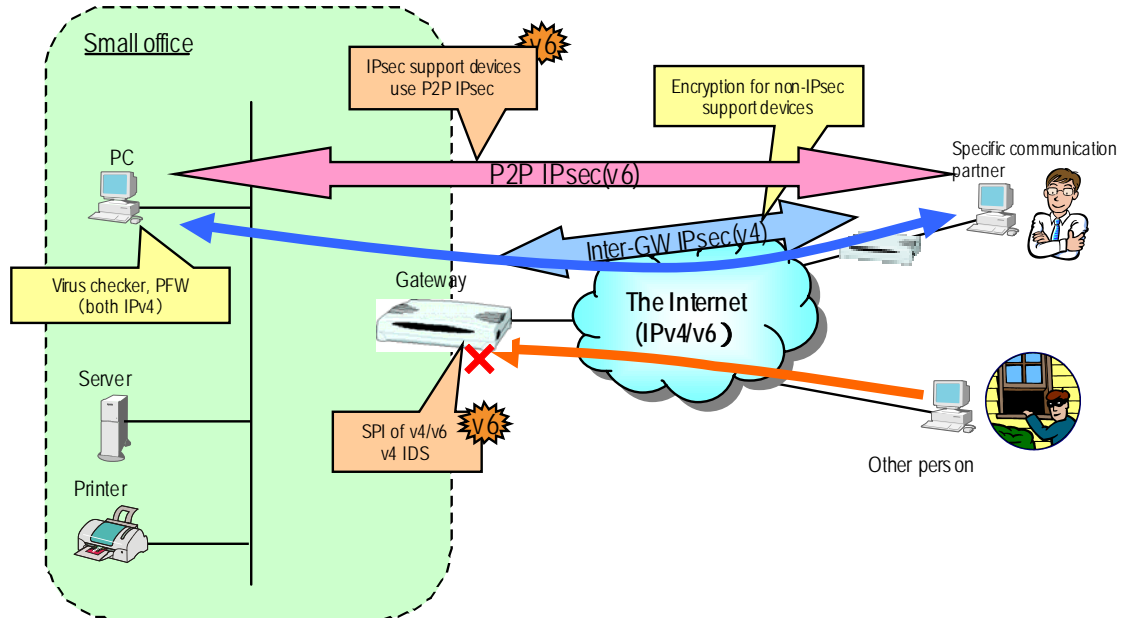 Small office
v6
IPsec support devices
use P2P IPsec
Encryption for non-IPsec
support devices
PC
P2P IPsec(v6)
Specific communication
partner
Inter-GW IPsec(v4)
Virus checker, PFW
(both IPv4)
Gateway
The Internet
(IPv4/v6)
Server
SPI of v4/v6
v4 IDS
v6
Other person
Printer